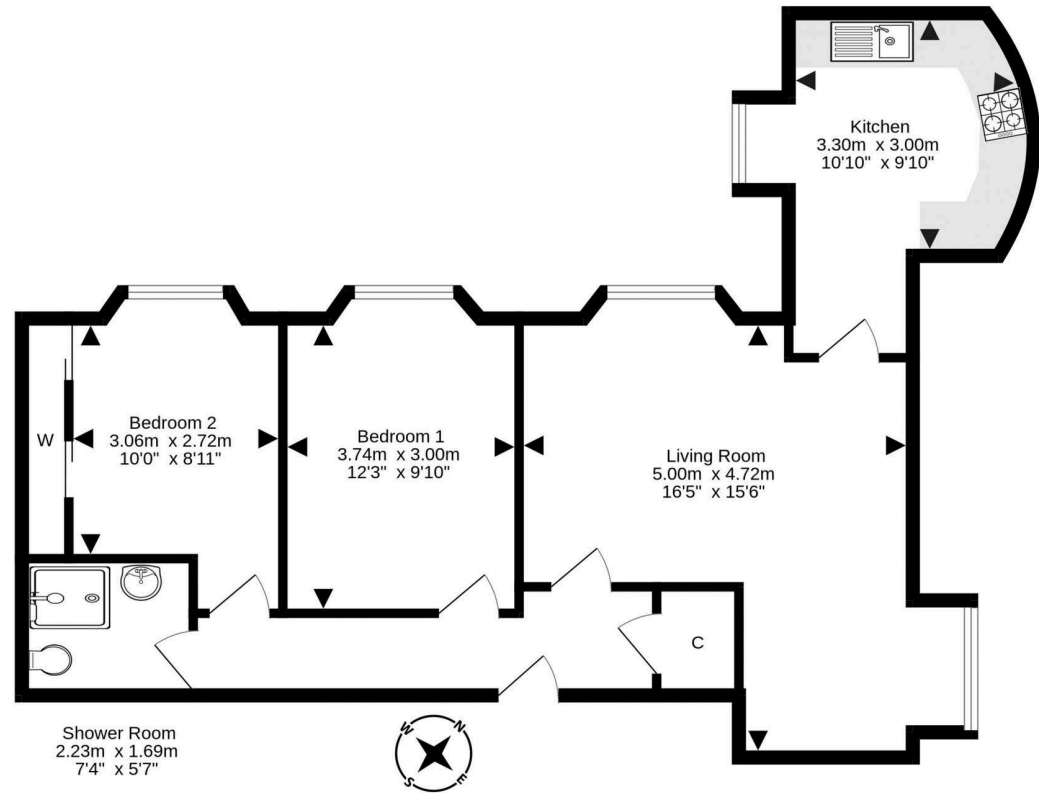 Kitchen
3.30m x 3.00m
10'10" x 9'10"
Bedroom 2
3.06m x 2.72m
10'0" x 8'11"
W
Bedroom 1
3.74m x 3.00m
12'3" x 9'10"
Living Room
5.00m x 4.72m
16'5" x 15'6"
C
Shower Room
2.23m x 1.69m
7'4" x 5'7"
W
N
S
E